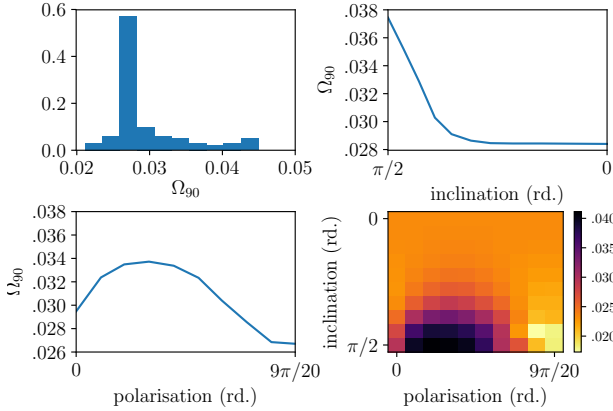 0.6
0.4
0.2
0.0
0.02 0.03 0.04 0.05
Ω90
Ω90
.038
.036
.034
.032
.030
.028
π/2 0
inclination (rd.)
Ω90
.038
.036
.034
.032
.030
.028
.026
0 9π/20
polarisation (rd.)
inclination (rd.)
0
π/2
0 9π/20
polarisation (rd.)
.040
.035
.030
.025
.020